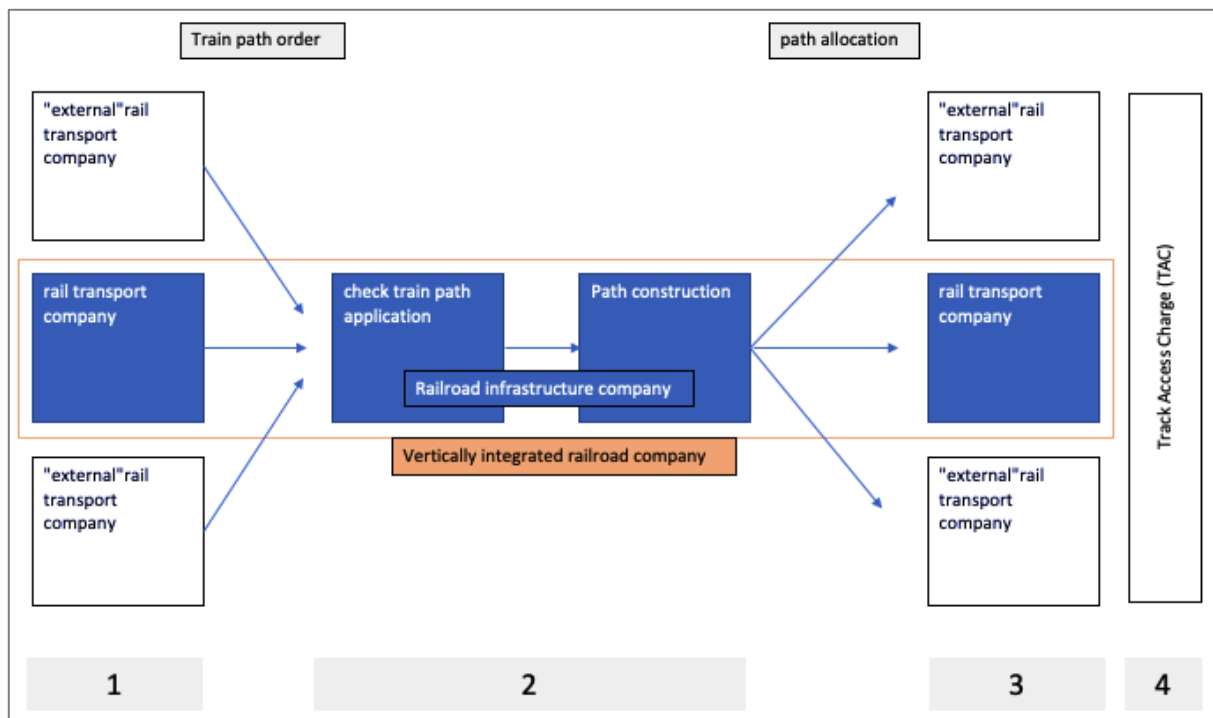 Train path order
path allocation
"external"rail
transport
company
"external"rail
transport
company
rail transport
company
check train path
application
Path construction
rail transport
company
Railroad infrastructure company
Vertically integrated railroad company
"external"rail
transport
company
"external"rail
transport
company
Track Access Charge (TAC)
1
2
3
4